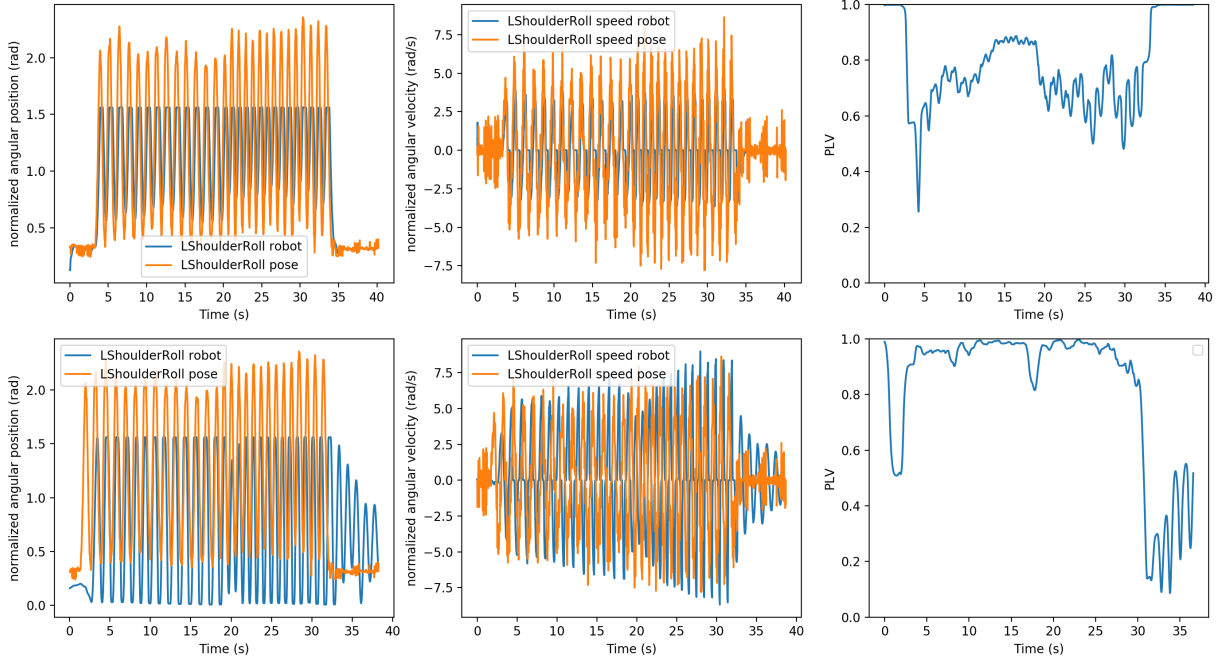 normalized angular position (rad)
2.0
1.5
1.0
0.5
LShoulderRoll robot
LShoulderRoll pose
0 5 10 15 20 25 30 35 40
Time (s)
normalized angular velocity (rad/s)
7.5
5.0
2.5
0.0
−2.5
−5.0
−7.5
LShoulderRoll speed robot
LShoulderRoll speed pose
0 5 10 15 20 25 30 35 40
Time (s)
PLV
1.0
0.8
0.6
0.4
0.2
0.0
0 5 10 15 20 25 30 35 40
Time (s)
normalized angular position (rad)
2.0
1.5
1.0
0.5
0.0
LShoulderRoll robot
LShoulderRoll pose
0 5 10 15 20 25 30 35 40
Time (s)
normalized angular velocity (rad/s)
7.5
5.0
2.5
0.0
−2.5
−5.0
−7.5
LShoulderRoll speed robot
LShoulderRoll speed pose
0 5 10 15 20 25 30 35 40
Time (s)
PLV
1.0
0.8
0.6
0.4
0.2
0.0
0 5 10 15 20 25 30 35
Time (s)